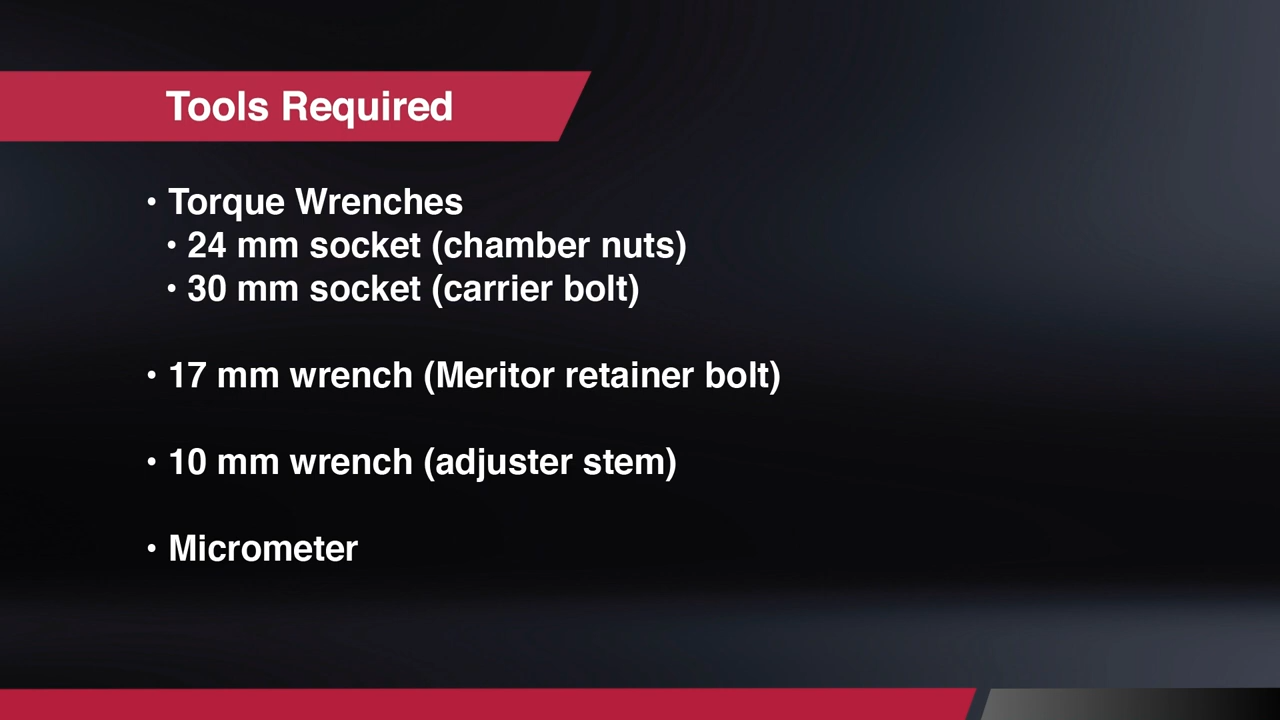 Tools Required
• Torque Wrenches
• 24 mm socket (chamber nuts)
• 30 mm socket (carrier bolt)
• 17 mm wrench (Meritor retainer bolt)
• 10 mm wrench (adjuster stem)
• Micrometer